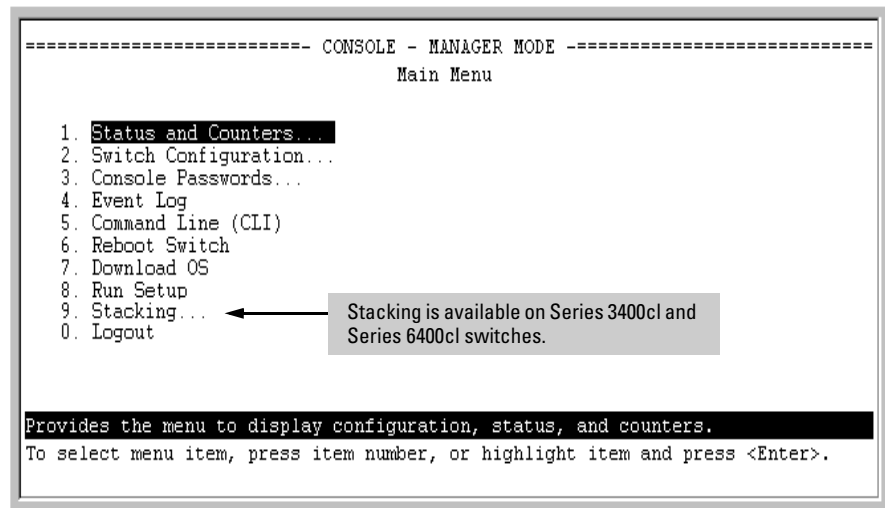 ==========================- CONSOLE - MANAGER MODE -============================
Main Menu
1. Status and Counters...
2. Switch Configuration...
3. Console Passwords...
4. Event Log
5. Command Line (CLI)
6. Reboot Switch
7. Download OS
8. Run Setup
9. Stacking...
0. Logout
Stacking is available on Series 3400cl and
Series 6400cl switches.
Provides the menu to display configuration, status, and counters.
To select menu item, press item number, or highlight item and press <Enter>.